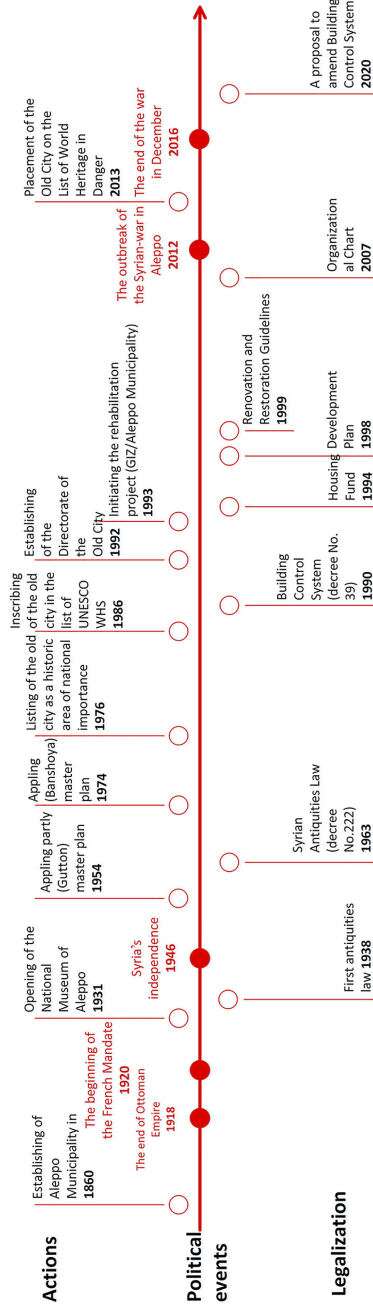 Actions
Establishing of
Aleppo
Municipality in
1860
Opening of the
National
Museum of
Aleppo
1931
Appling partly
(Gutton)
master plan
1954
Appling
(Banshoya)
master
plan
1974
Listing of the old
city as a historic
area of national
importance
1976
Inscribing
of the old
city in the
list of
UNESCO
WHS
1986
Establishing
of the
Directorate of
the
Old City
1992
Initiating the rehabilitation
project (GIZ/Aleppo Municipality)
1993
Placement of the
Old City on the
List of World
Heritage in
Danger
2013
Political
events
The end of Ottoman
Empire
1918
The beginning of
the French Mandate
1920
Syria's
independence
1946
The outbreak of
the Syrian-war in
Aleppo
2012
The end of the war
in December
2016
Legalization
First antiquities
law 1938
Syrian
Antiquities Law
(decree
No.222)
1963
Building
Control
System
(decree No.
39)
1990
Housing
Fund
1994
Development
Plan
1998
Renovation and
Restoration Guidelines
1999
Organization
al Chart
2007
A proposal to
amend Building
Control System
2020